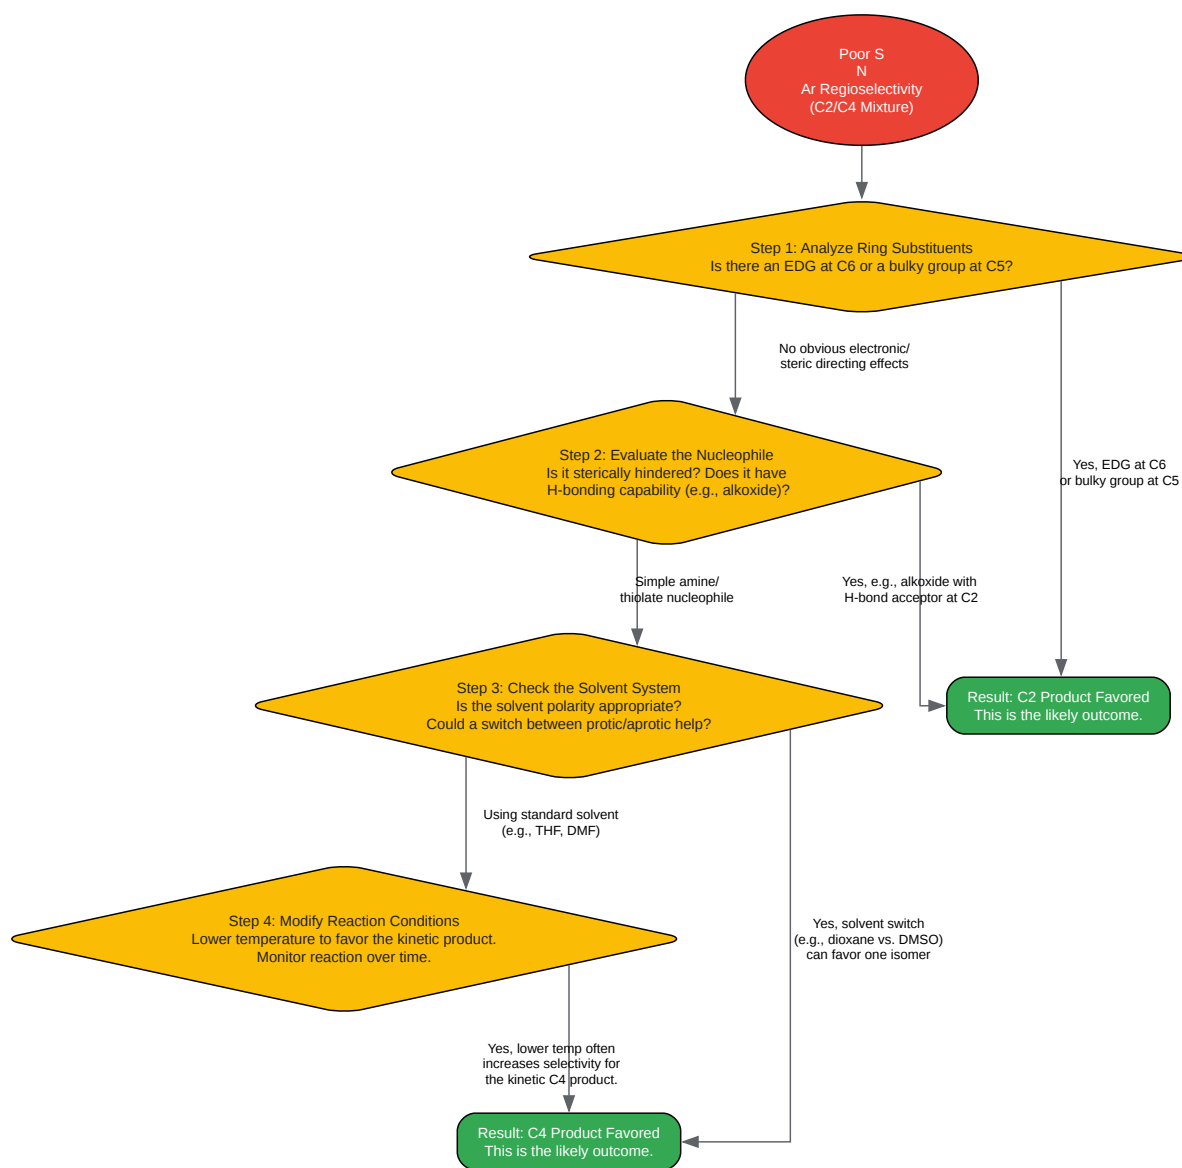 Poor S
N
Ar Regioselectivity
(C2/C4 Mixture)
Step 1: Analyze Ring Substituents
Is there an EDG at C6 or a bulky group at C5?
No obvious electronic/
steric directing effects
Step 2: Evaluate the Nucleophile
Is it sterically hindered? Does it have
H-bonding capability (e.g., alkoxide)?
Yes, EDG at C6
or bulky group at C5
Simple amine/
thiolate nucleophile
Yes, e.g., alkoxide with
H-bond acceptor at C2
Step 3: Check the Solvent System
Is the solvent polarity appropriate?
Could a switch between protic/aprotic help?
Result: C2 Product Favored
This is the likely outcome.
Using standard solvent
(e.g., THF, DMF)
Step 4: Modify Reaction Conditions
Lower temperature to favor the kinetic product.
Monitor reaction over time.
Yes, solvent switch
(e.g., dioxane vs. DMSO)
can favor one isomer
Yes, lower temp often
increases selectivity for
the kinetic C4 product.
Result: C4 Product Favored
This is the likely outcome.